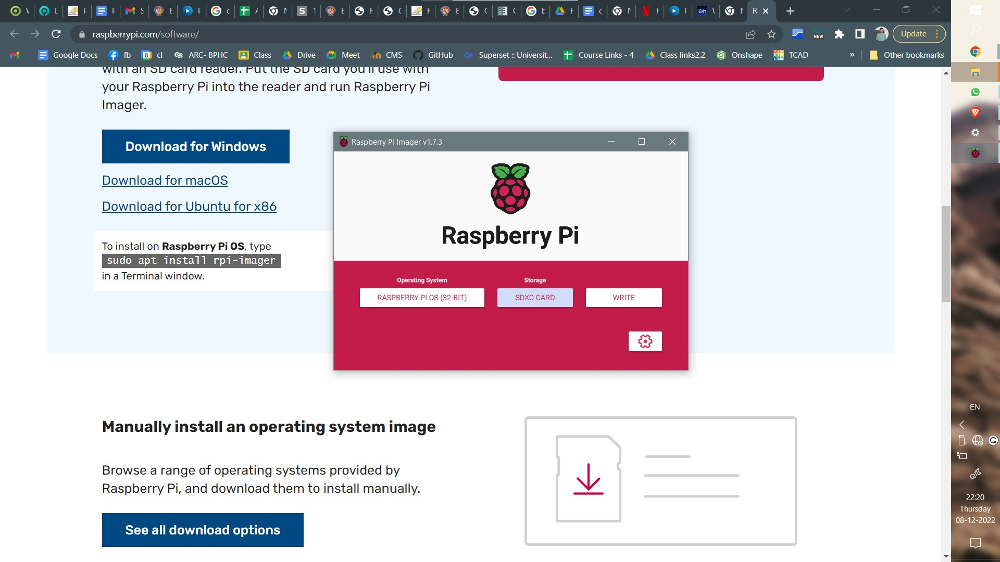 raspberrypi.com/software/
NEW
Update
Google Docs
fb
8
cl
ARC- BPHC
Class
Drive
Meet
CMS
GitHub
Superset :: Universit...
Course Links - 4
Class links2.2
Onshape
TCAD
»
Other bookmarks
with an SD card reader. Put the SD card you'll use with
your Raspberry Pi into the reader and run Raspberry Pi
Imager.
Download for Windows
Download for macOS
Download for Ubuntu for x86
To install on Raspberry Pi OS, type
sudo apt install rpi-imager
in a Terminal window.
Raspberry Pi Imager v1.7.3
Raspberry Pi
Operating System
Storage
RASPBERRY PI OS (32-BIT)
SDXC CARD
WRITE
Manually install an operating system image
Browse a range of operating systems provided by
Raspberry Pi, and download them to install manually.
See all download options
EN
22:20
Thursday
08-12-2022